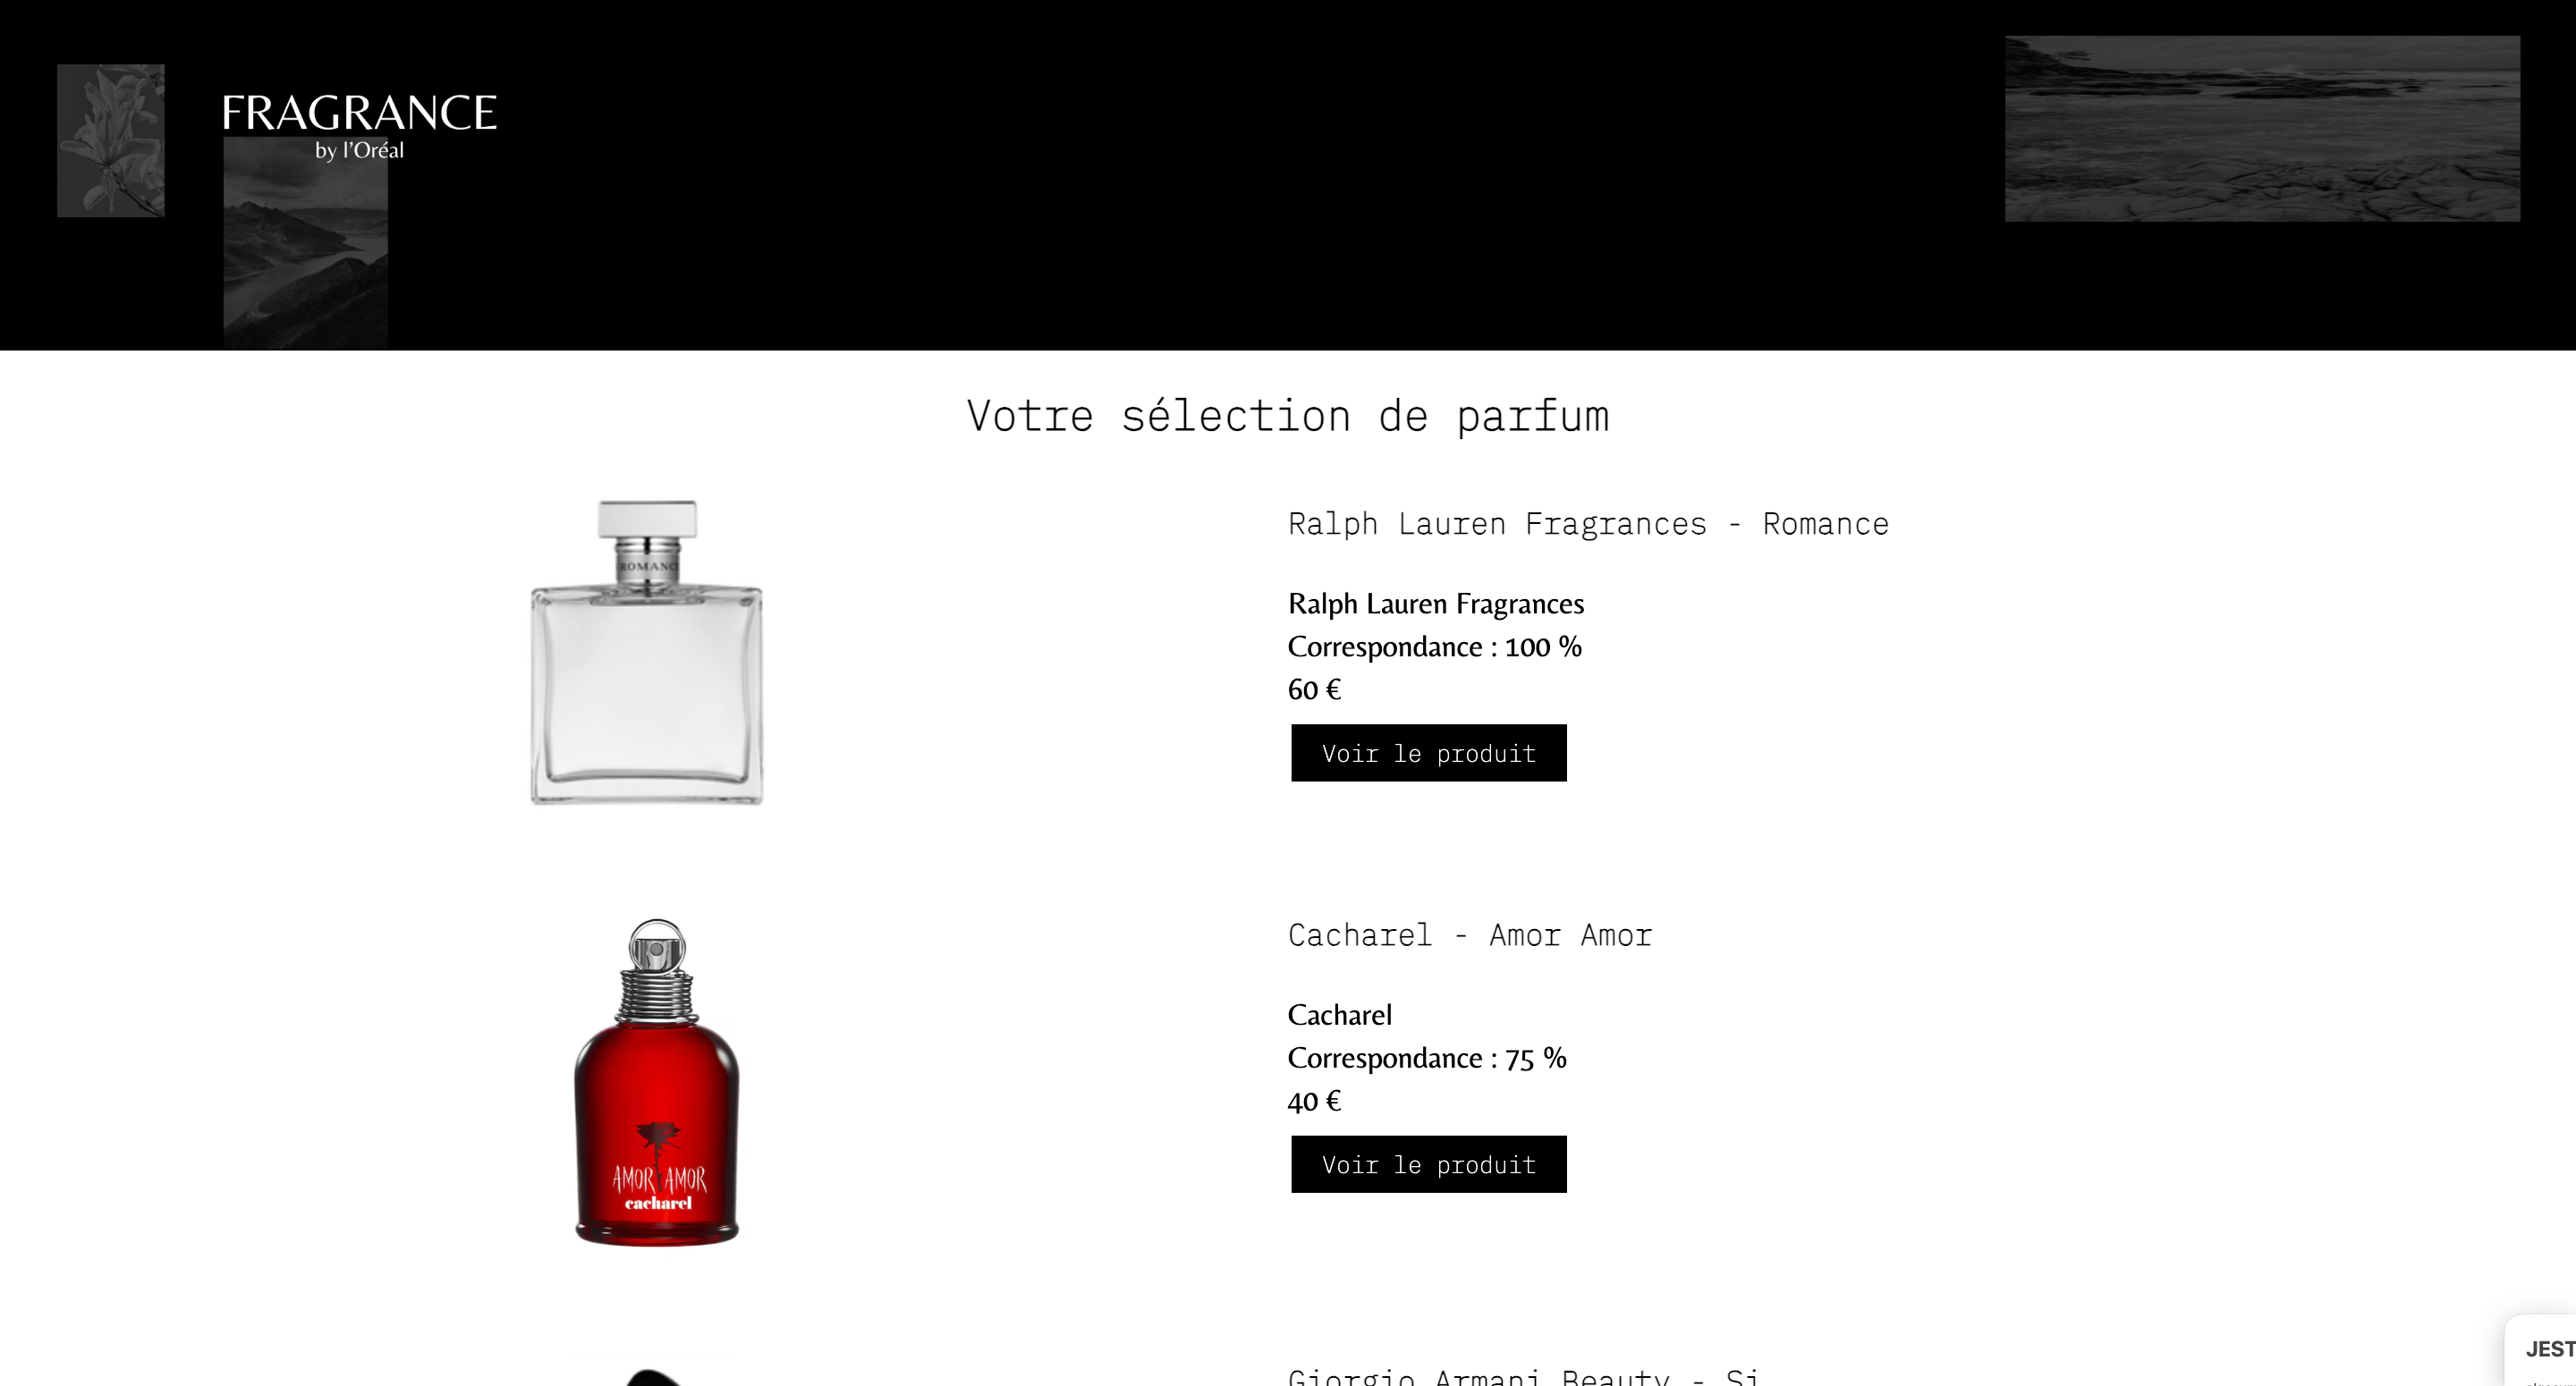 FRAGRANCE
by l'Oréal
Votre sélection de parfum
ROMANCE
Ralph Lauren Fragrances - Romance
Ralph Lauren Fragrances
Correspondance : 100 %
60 €
Voir le produit
AMOR AMOR
cacharel
Cacharel - Amor Amor
Cacharel
Correspondance : 75 %
40 €
Voir le produit
Giorgio Armani Beauty - Si
JEST